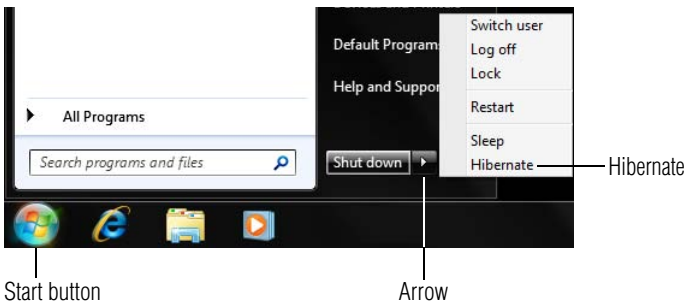 Switch user
Default Program
Log off
Lock
Help and Suppor
Restart
All Programs
Sleep
Search programs and files
Shut down
Hibernate
Hibernate
Start button
Arrow